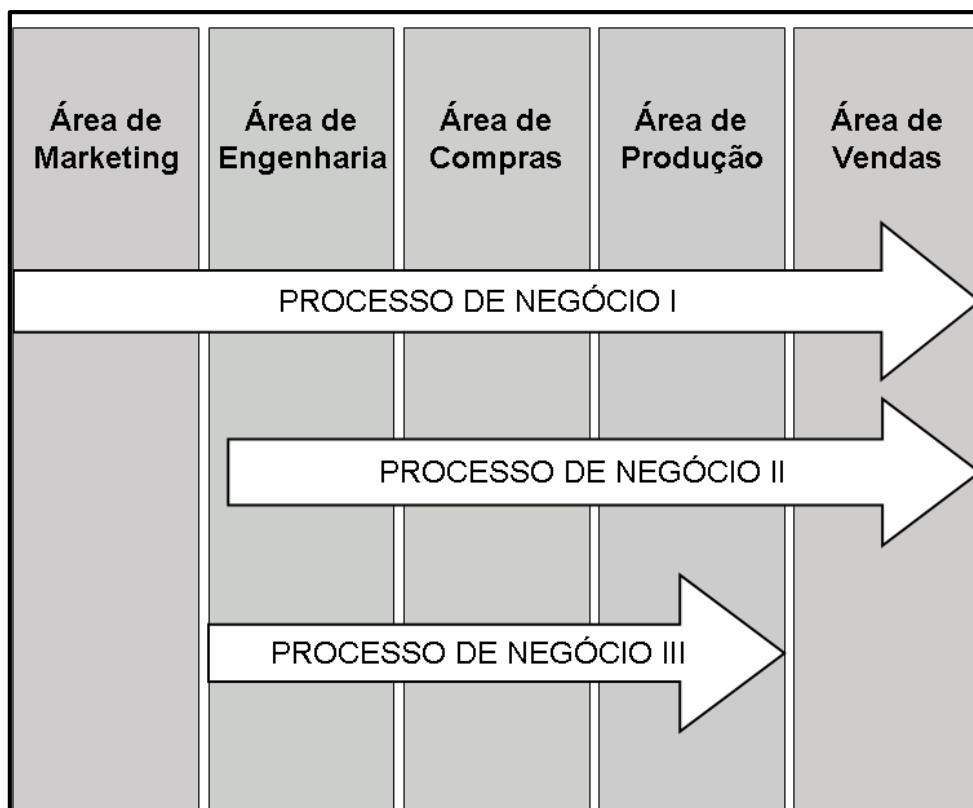 Área de
Marketing
Área de
Engenharia
Área de
Compras
Área de
Produção
Área de
Vendas
PROCESSO DE NEGÓCIO I
PROCESSO DE NEGÓCIO II
PROCESSO DE NEGÓCIO III